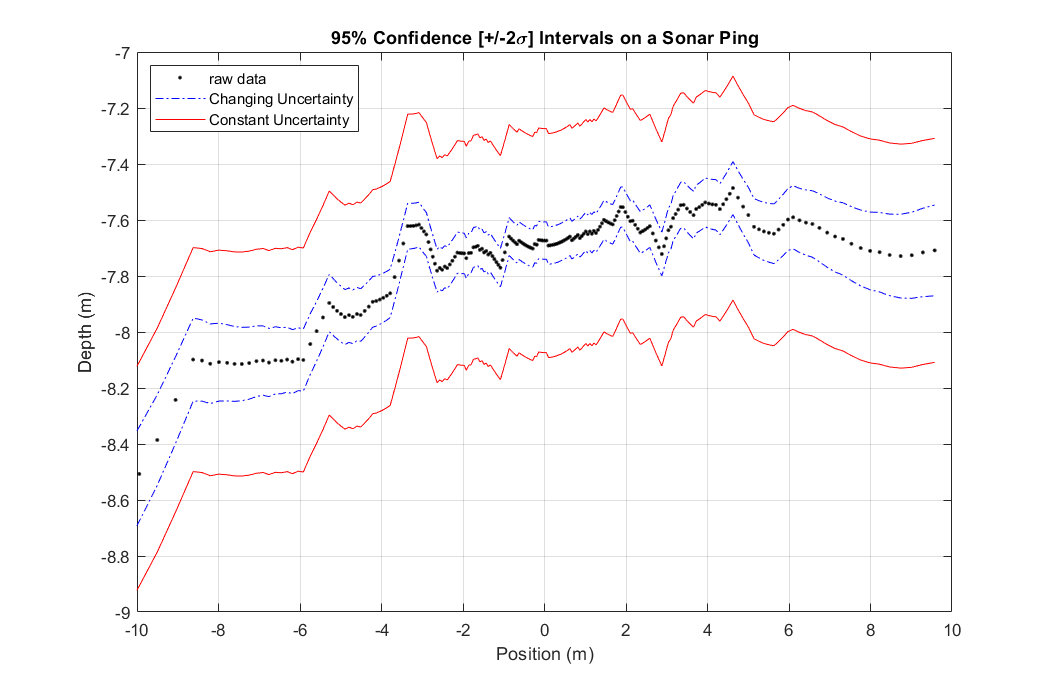 95% Confidence [+/-2σ] Intervals on a Sonar Ping
raw data
Changing Uncertainty
Constant Uncertainty
Depth (m)
-7
-7.2
-7.4
-7.6
-7.8
-8
-8.2
-8.4
-8.6
-8.8
-9
-10 -8 -6 -4 -2 0 2 4 6 8 10
Position (m)